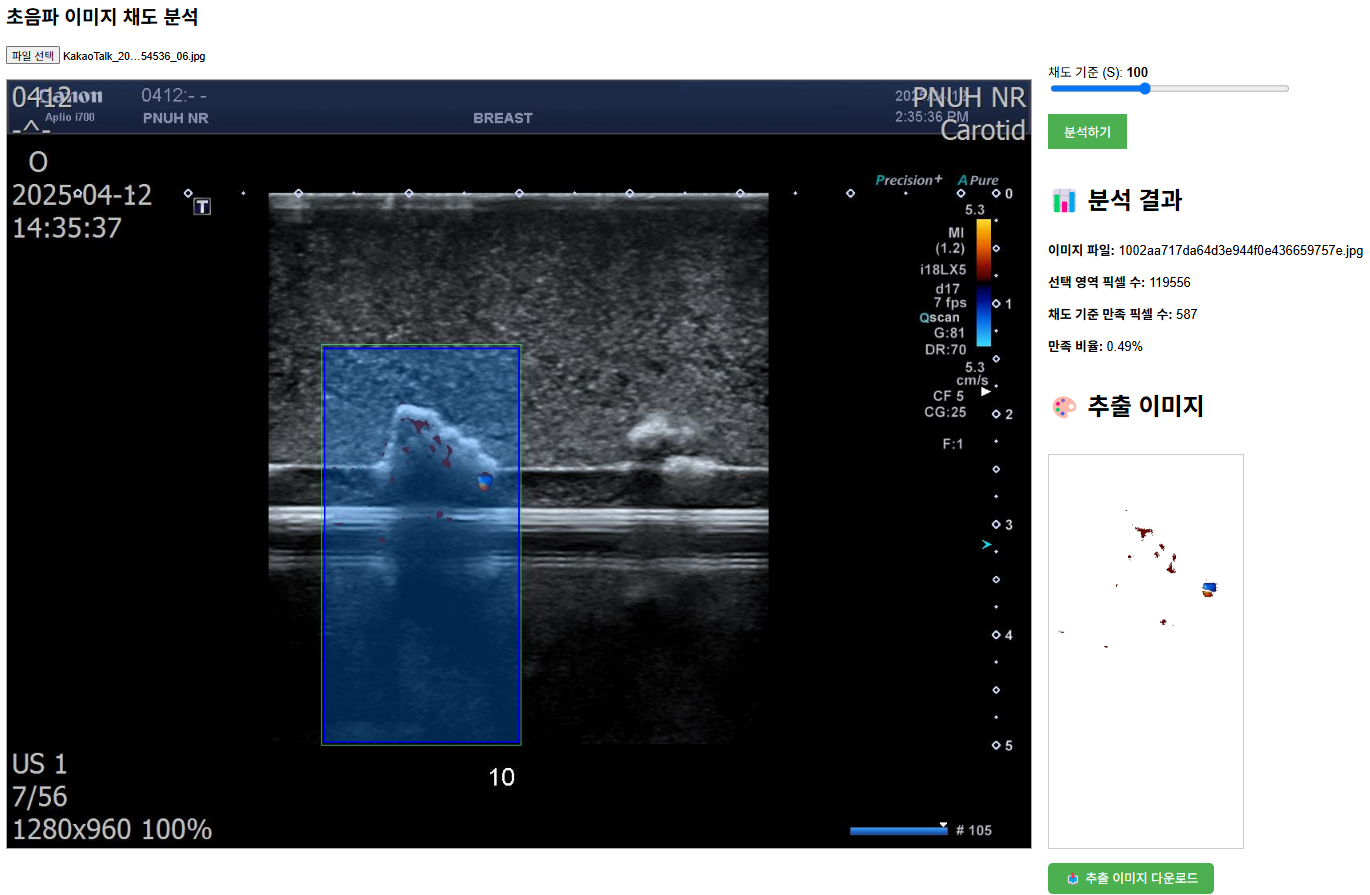 초음파 이미지 채도 분석
파일 선택 KakaoTalk_20…54536_06.jpg
0412
Canon
Aplio i700
0412:- -
PNUH NR
BREAST
2:35:36 PM
PNUH NR
Carotid
-^-
O
2025-04-12
14:35:37
T
Precision+ A Pure
0
5.3
MI
(1.2)
i18LX5
d17
7 fps
1
Qscan
G:81
DR:70
5.3
cm/s
CF 5
CG:25
2
F:1
3
4
5
10
US 1
7/56
1280x960 100%
# 105
채도 기준 (S): 100
분석하기
📊 분석 결과
이미지 파일: 1002aa717da64d3e944f0e436659757e.jpg
선택 영역 픽셀 수: 119556
채도 기준 만족 픽셀 수: 587
만족 비율: 0.49%
🎨 추출 이미지
추출 이미지 다운로드